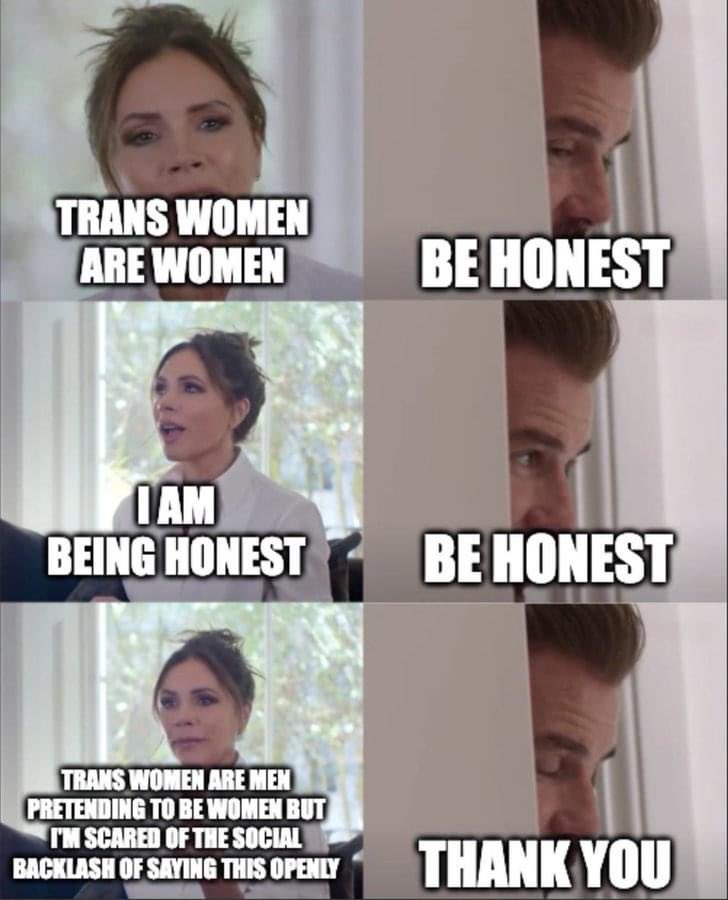 TRANS WOMEN
ARE WOMEN
BE HONEST
I AM
BEING HONEST
BE HONEST
TRANS WOMEN ARE MEN
PRETENDING TO BE WOMEN BUT
I'M SCARED OF THE SOCIAL
BACKLASH OF SAYING THIS OPENLY
THANK YOU